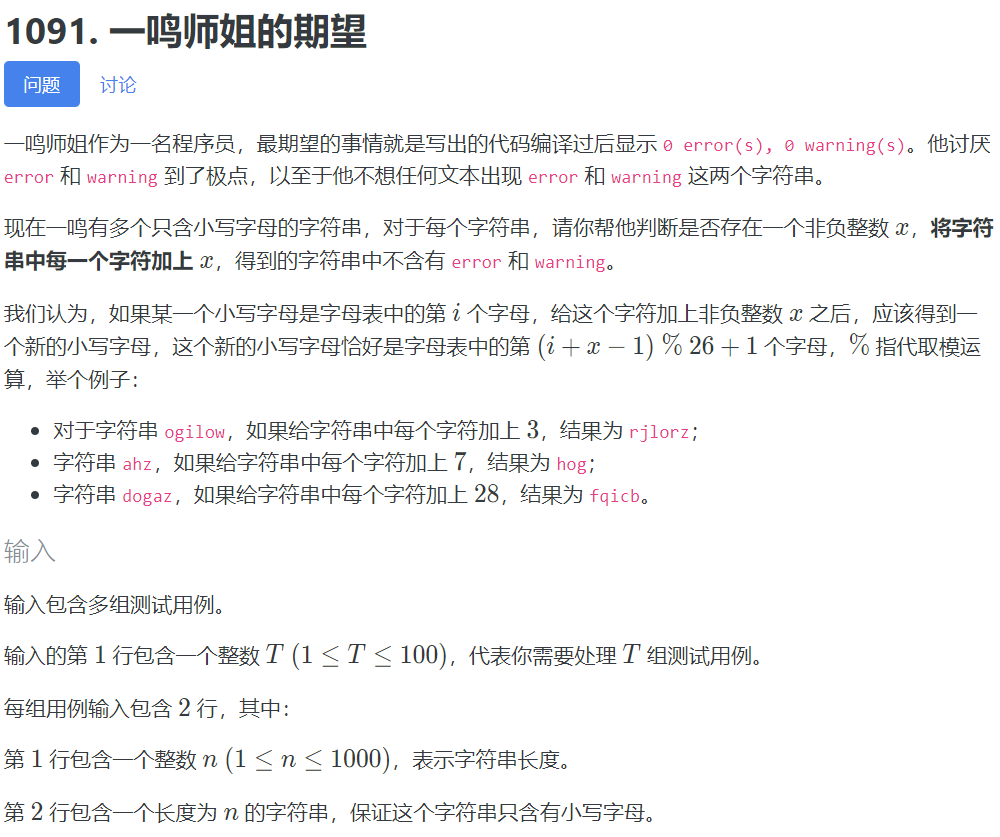 1091. 一鸣师姐的期望
问题 讨论
一鸣师姐作为一名程序员，最期望的事情就是写出的代码编译过后显示 0 error(s), 0 warning(s)。他讨厌
error 和 warning 到了极点，以至于他不想任何文本出现 error 和 warning 这两个字符串。
现在一鸣有多个只含小写字母的字符串，对于每个字符串，请你帮他判断是否存在一个非负整数 x，将字符
串中每一个字符加上 x，得到的字符串中不含有 error 和 warning。
我们认为，如果某一个小写字母是字母表中的第 i 个字母，给这个字符加上非负整数 x 之后，应该得到一
个新的小写字母，这个新的小写字母恰好是字母表中的第 (i + x − 1) % 26 + 1 个字母，% 指代取模运
算，举个例子：
• 对于字符串 ogilow，如果给字符串中每个字符加上 3，结果为 rjlorz；
• 字符串 ahz，如果给字符串中每个字符加上 7，结果为 hog；
• 字符串 dogaz，如果给字符串中每个字符加上 28，结果为 fqicb。
输入
输入包含多组测试用例。
输入的第 1 行包含一个整数 T (1 ≤ T ≤ 100)，代表你需要处理 T 组测试用例。
每组用例输入包含 2 行，其中：
第 1 行包含一个整数 n (1 ≤ n ≤ 1000)，表示字符串长度。
第 2 行包含一个长度为 n 的字符串，保证这个字符串只含有小写字母。